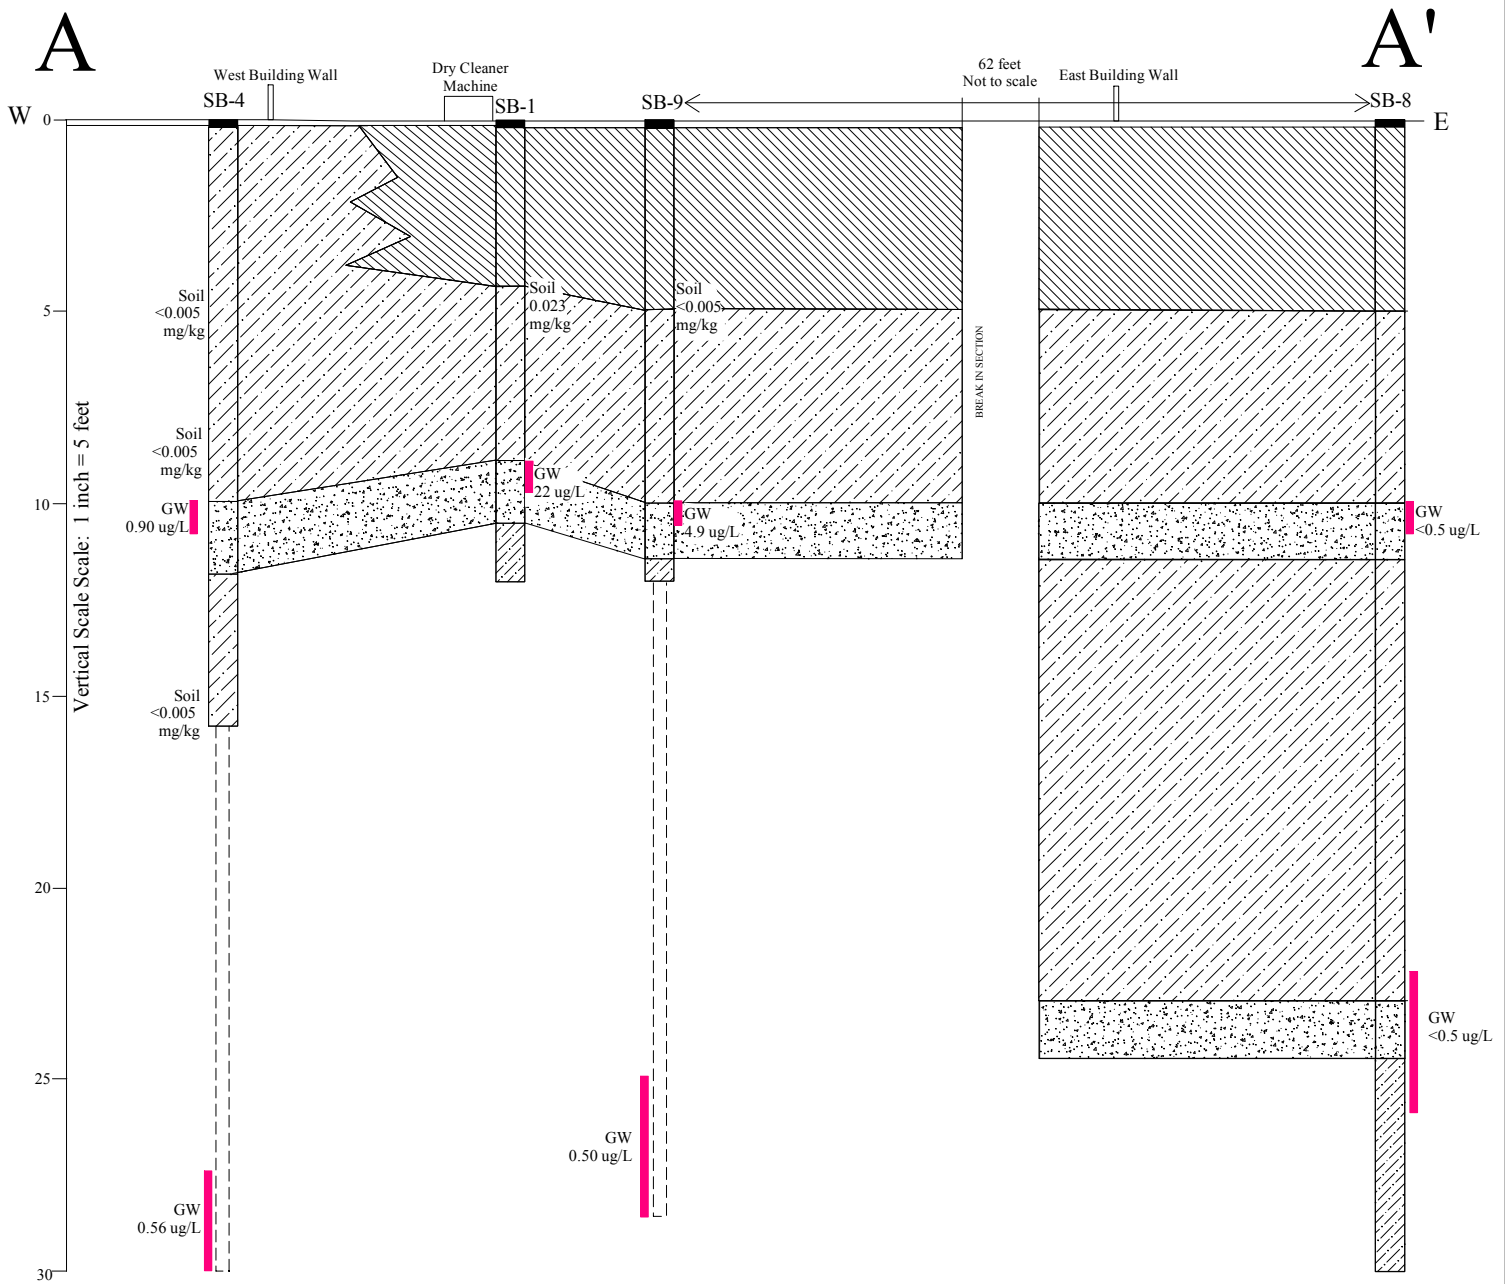 A
A'
West Building Wall
Dry Cleaner
Machine
62 feet
Not to scale
East Building Wall
SB-4
SB-1
SB-9
SB-8
W
0
E
Soil
<0.005
mg/kg
Soil
0.023
mg/kg
Soil
<0.005
mg/kg
5
BREAK IN SECTION
Vertical Scale Scale: 1 inch = 5 feet
Soil
<0.005
mg/kg
GW
22 ug/L
10
GW
0.90 ug/L
GW
4.9 ug/L
GW
<0.5 ug/L
15
Soil
<0.005
mg/kg
20
GW
<0.5 ug/L
25
GW
0.50 ug/L
GW
0.56 ug/L
30